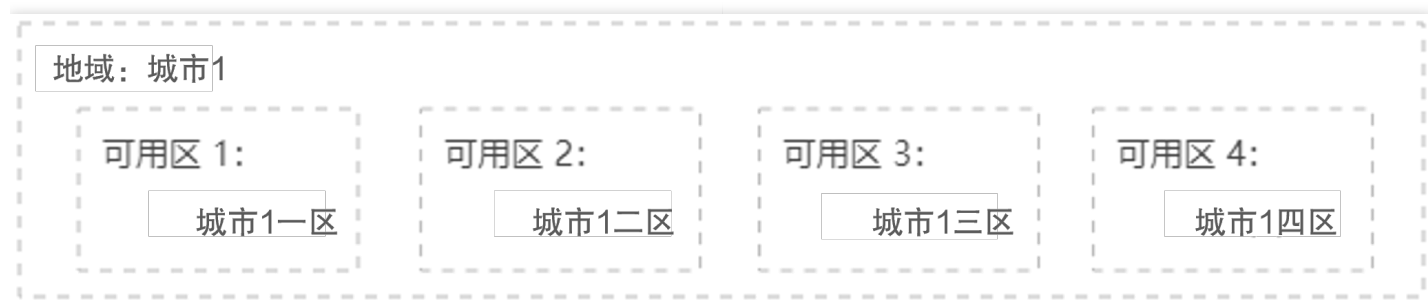 地域：城市1
可用区 1：
可用区 2：
可用区 3：
可用区 4：
城市1一区
城市1二区
城市1三区
城市1四区